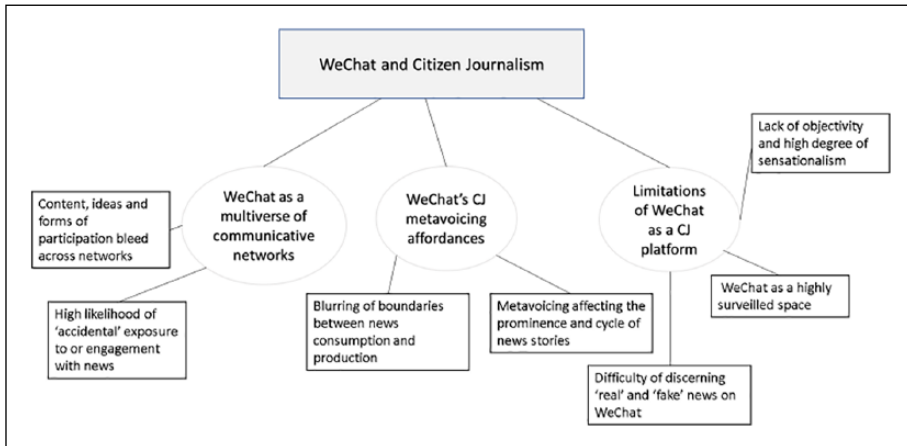 WeChat and Citizen Journalism
Lack of objectivity
and high degree of
sensationalism
WeChat as a
multiverse of
communicative
networks
WeChat's CJ
metavoicing
affordances
Limitations
of WeChat
as a CJ
platform
Content, ideas and
forms of
participation bleed
across networks
WeChat as a highly
surveilled space
High likelihood of
'accidental' exposure
to or engagement
with news
Blurring of boundaries
between news
consumption and
production
Metavoicing affecting the
prominence and cycle of
news stories
Difficulty of discerning
'real' and 'fake' news on
WeChat